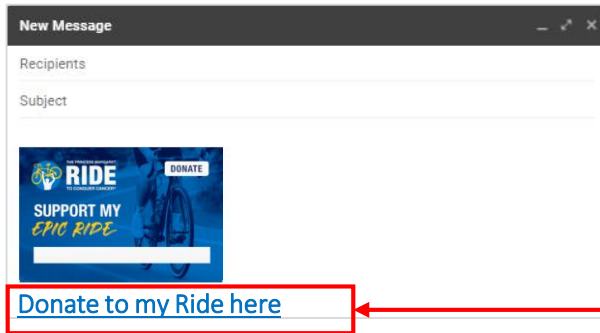 New Message
Recipients
Subject
THE PRINCESS MARGARET
RIDE
TO CONQUER CANCER
DONATE
SUPPORT MY
EPIC RIDE
Donate to my Ride here